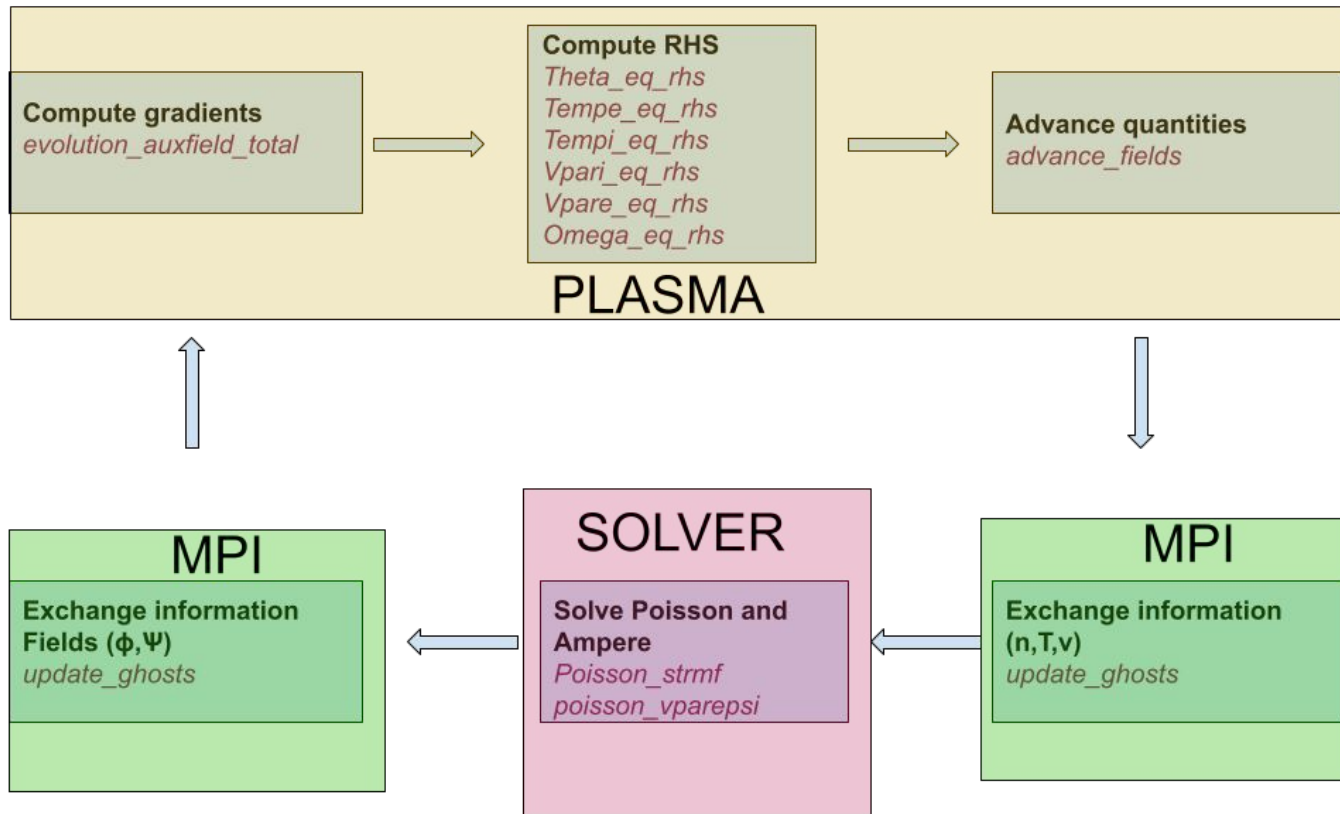 Compute gradients
evolution_auxfield_total
Compute RHS
Theta_eq_rhs
Tempe_eq_rhs
Tempi_eq_rhs
Vpari_eq_rhs
Vpare_eq_rhs
Omega_eq_rhs
Advance quantities
advance_fields
PLASMA
MPI
Exchange information
Fields (ϕ,Ψ)
update_ghosts
SOLVER
Solve Poisson and
Ampere
Poisson_strmf
poisson_vparepsi
MPI
Exchange information
(n,T,v)
update_ghosts